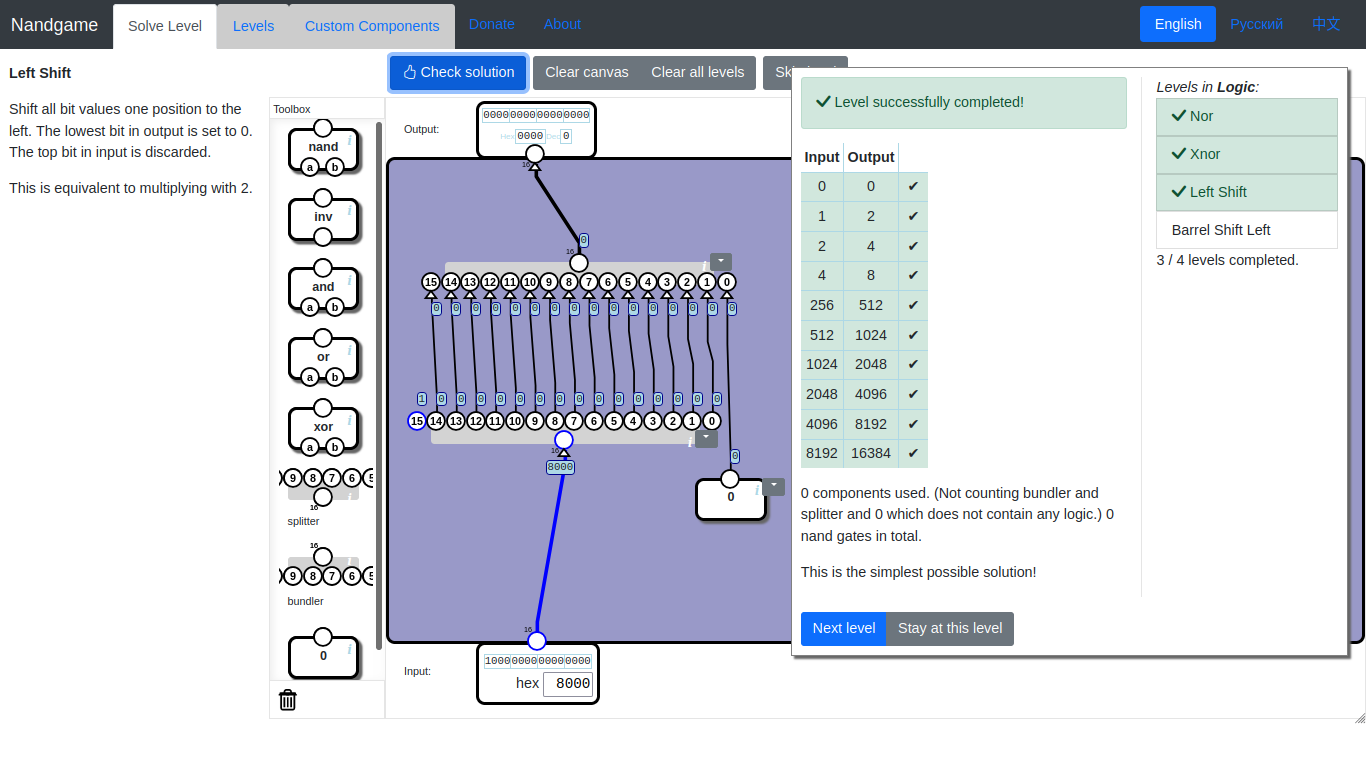 Nandgame
Solve Level
Levels
Custom Components
Donate
About
English
Русский
中文
Left Shift
Shift all bit values one position to the
left. The lowest bit in output is set to 0.
The top bit in input is discarded.
This is equivalent to multiplying with 2.
Check solution
Clear canvas
Clear all levels
Toolbox
nand
a b
inv
and
a b
or
a b
xor
a b
9 8 7 6 5
16
splitter
16
9 8 7 6 5
bundler
0
Output:
0000 0000 0000 0000
Hex 0000 Dec 0
16
0
16
15 14 13 12 11 10 9 8 7 6 5 4 3 2 1 0
0 0 0 0 0 0 0 0 0 0 0 0 0 0 0 0
1 0 0 0 0 0 0 0 0 0 0 0 0 0 0 0
15 14 13 12 11 10 9 8 7 6 5 4 3 2 1 0
16
8000
0
0
16
Input:
1000 0000 0000 0000
hex 8000
Level successfully completed!
Input Output
0 0 ✔
1 2 ✔
2 4 ✔
4 8 ✔
256 512 ✔
512 1024 ✔
1024 2048 ✔
2048 4096 ✔
4096 8192 ✔
8192 16384 ✔
0 components used. (Not counting bundler and
splitter and 0 which does not contain any logic.) 0
nand gates in total.
This is the simplest possible solution!
Next level
Stay at this level
Levels in Logic:
Nor
Xnor
Left Shift
Barrel Shift Left
3 / 4 levels completed.